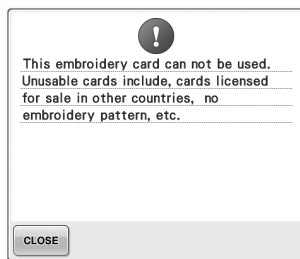 This embroidery card can not be used.
Unusable cards include, cards licensed
for sale in other countries, no
embroidery pattern, etc.
CLOSE